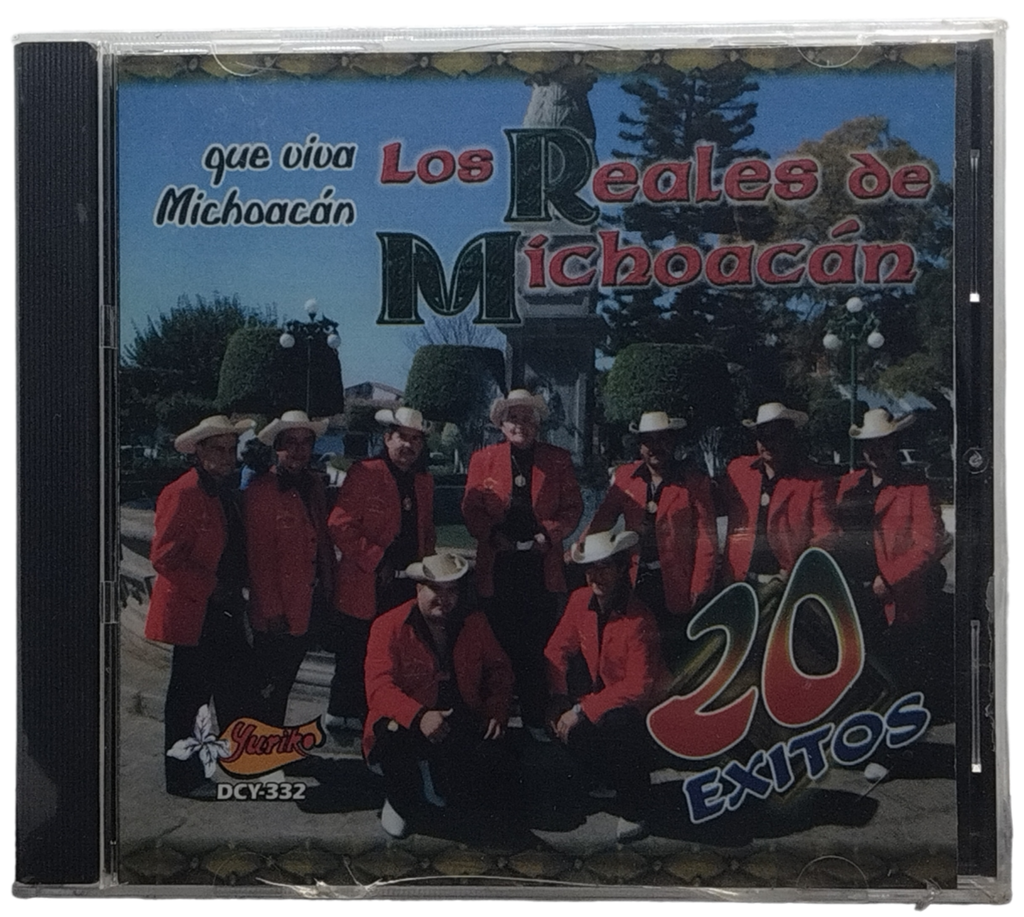 que viva
Michoacán
Los Reales de
Michoacán
20
EXITOS
Yuriko
DCY-332